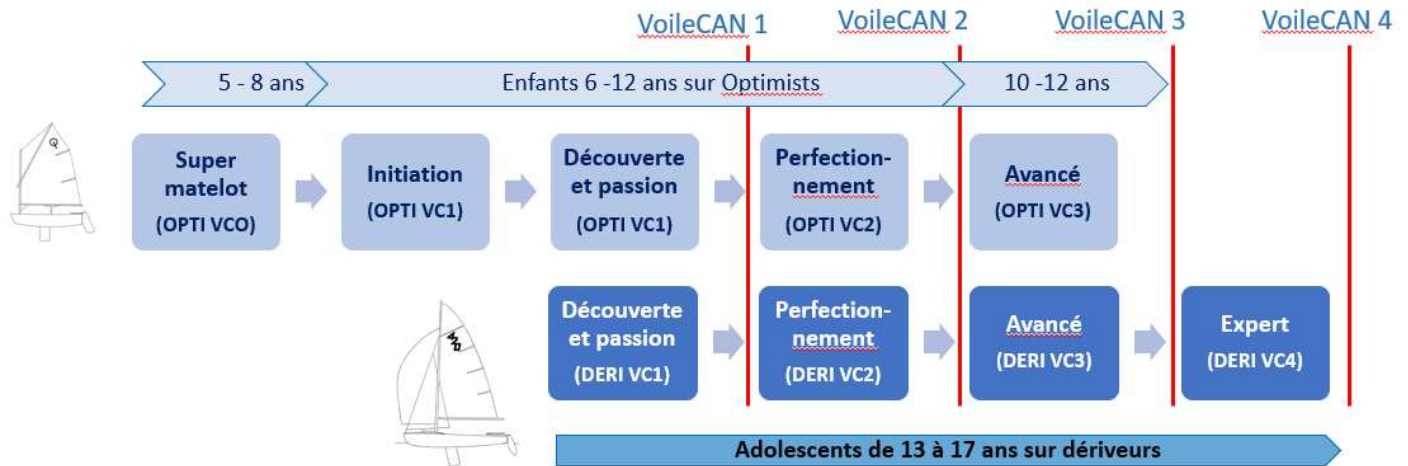 VoileCAN 1
VoileCAN 2
VoileCAN 3
VoileCAN 4
5 - 8 ans
Enfants 6 -12 ans sur Optimists
10 -12 ans
Super
matelot
(OPTI VCO)
Initiation
(OPTI VC1)
Découverte
et passion
(OPTI VC1)
Perfection-
nement
(OPTI VC2)
Avancé
(OPTI VC3)
Découverte
et passion
(DERI VC1)
Perfection-
nement
(DERI VC2)
Avancé
(DERI VC3)
Expert
(DERI VC4)
Adolescents de 13 à 17 ans sur dériveurs